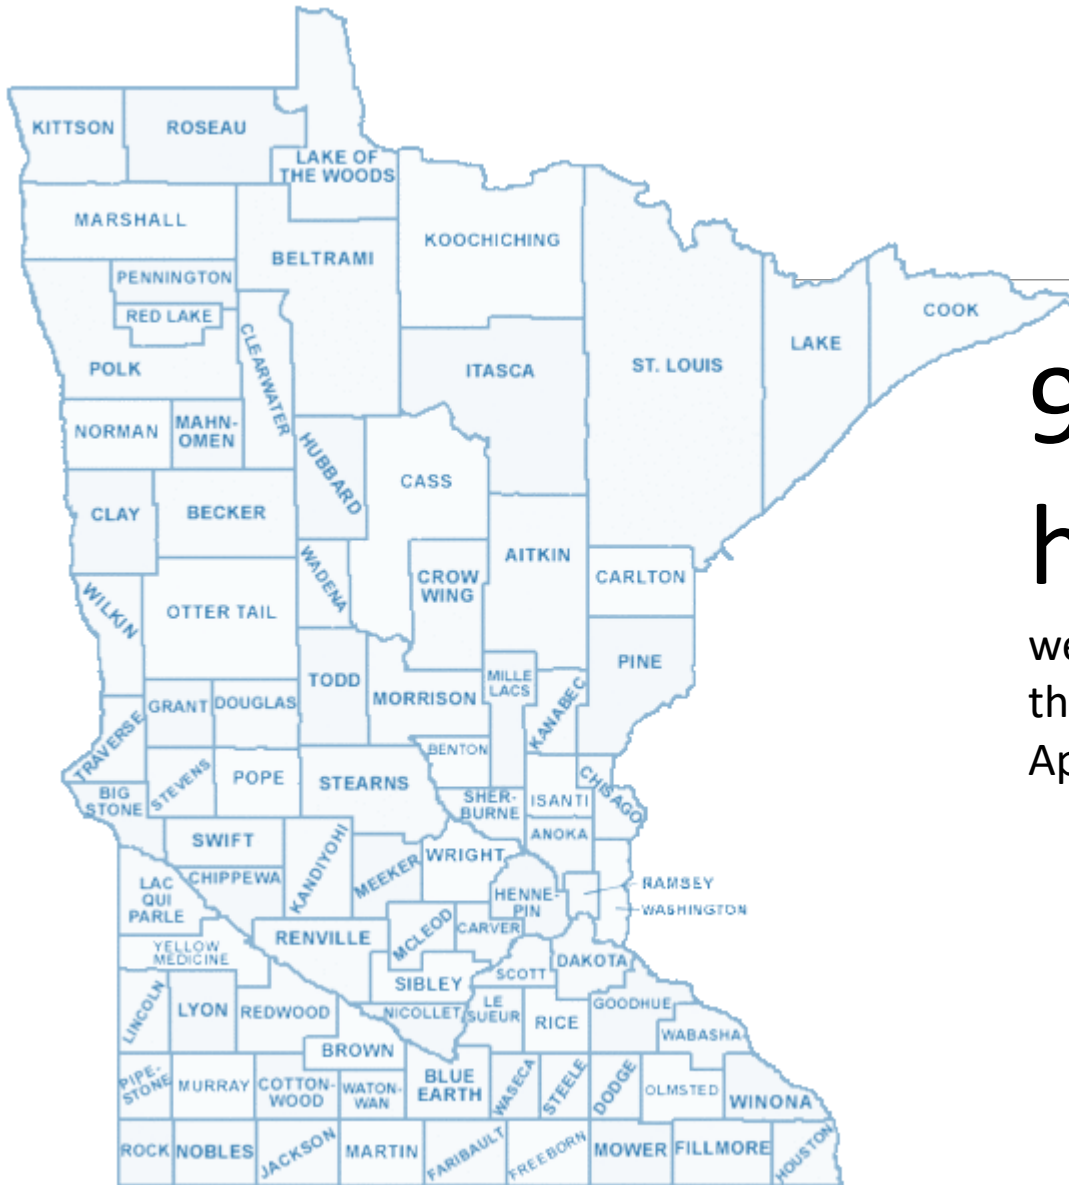 KITTSON
ROSEAU
LAKE OF
THE WOODS
MARSHALL
KOOCHICHING
BELTRAMI
PENNINGTON
RED LAKE
CLEARWATER
POLK
ITASCA
ST. LOUIS
LAKE
COOK
NORMAN
MAHN-
OMEN
HUBBARD
CASS
CLAY
BECKER
AITKIN
WADENA
CROW
WING
CARLTON
WILKIN
OTTER TAIL
PINE
TODD
MORRISON
MILLE
LACS
KANABEC
GRANT
DOUGLAS
TRAVERSE
BENTON
STEVENS
POPE
STEARNS
CHISAGO
BIG
STONE
SHER-
BURNE
ISANTI
SWIFT
ANOKA
KANDIYOHI
MEEKER
WRIGHT
CHIPPEWA
LAC
QUI
PARLE
HENNE-
PIN
RAMSEY
WASHINGTON
RENVILLE
MCLEOD
CARVER
YELLOW
MEDICINE
DAKOTA
SCOTT
SIBLEY
LINCOLN
LYON
REDWOOD
NICOLLET
LE
SUEUR
RICE
GOODHUE
WABASHA
BROWN
PIPE-
STONE
MURRAY
COTTON-
WOOD
WATON-
WAN
BLUE
EARTH
WASECA
STEELE
DODGE
OLMSTED
WINONA
ROCK
NOBLES
JACKSON
MARTIN
FARIBAULT
FREEBORN
MOWER
FILLMORE
HOUSTON
9
h
we
th
Ap